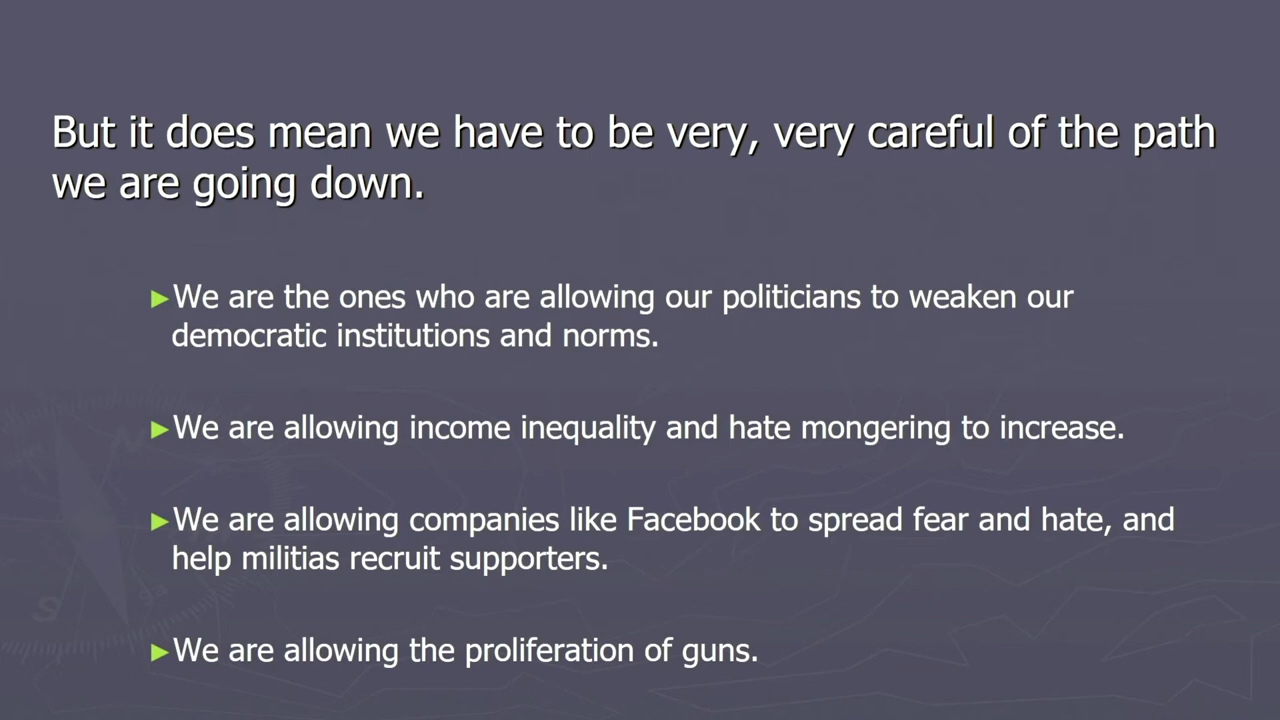 But it does mean we have to be very, very careful of the path
we are going down.
►We are the ones who are allowing our politicians to weaken our
democratic institutions and norms.
►We are allowing income inequality and hate mongering to increase.
►We are allowing companies like Facebook to spread fear and hate, and
help militias recruit supporters.
►We are allowing the proliferation of guns.